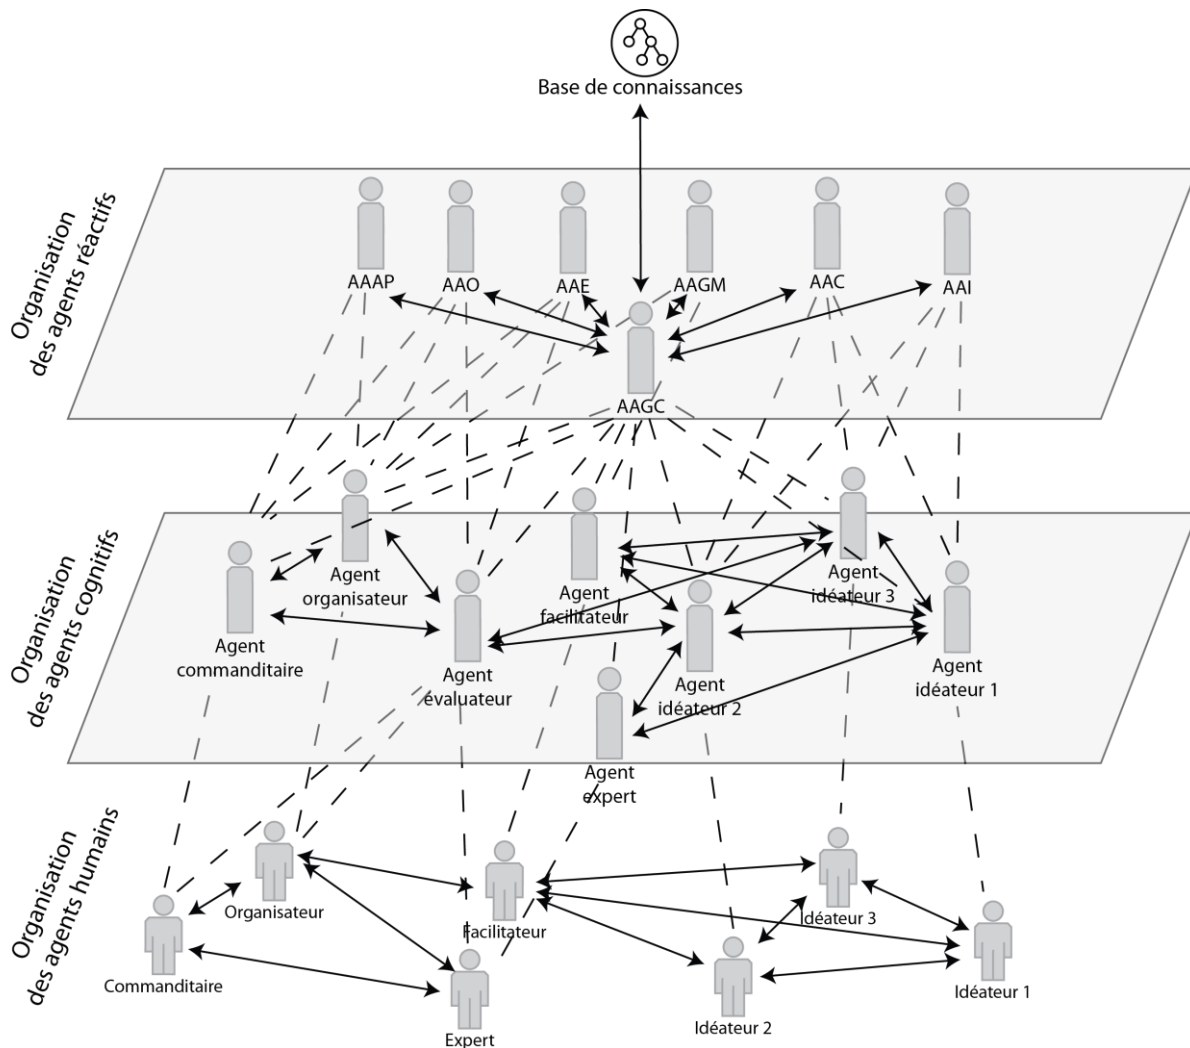 Base de connaissances
Organisation
des agents réactifs
AAAP
AAO
AAE
AAGM
AAC
AAI
AAGC
Organisation
des agents cognitifs
Agent
commanditaire
Agent
organisateur
Agent
évaluateur
Agent
facilitateur
Agent
expert
Agent
idéateur 2
Agent
idéateur 3
Agent
idéateur 1
Organisation
des agents humains
Commanditaire
Organisateur
Expert
Facilitateur
Idéateur 2
Idéateur 3
Idéateur 1